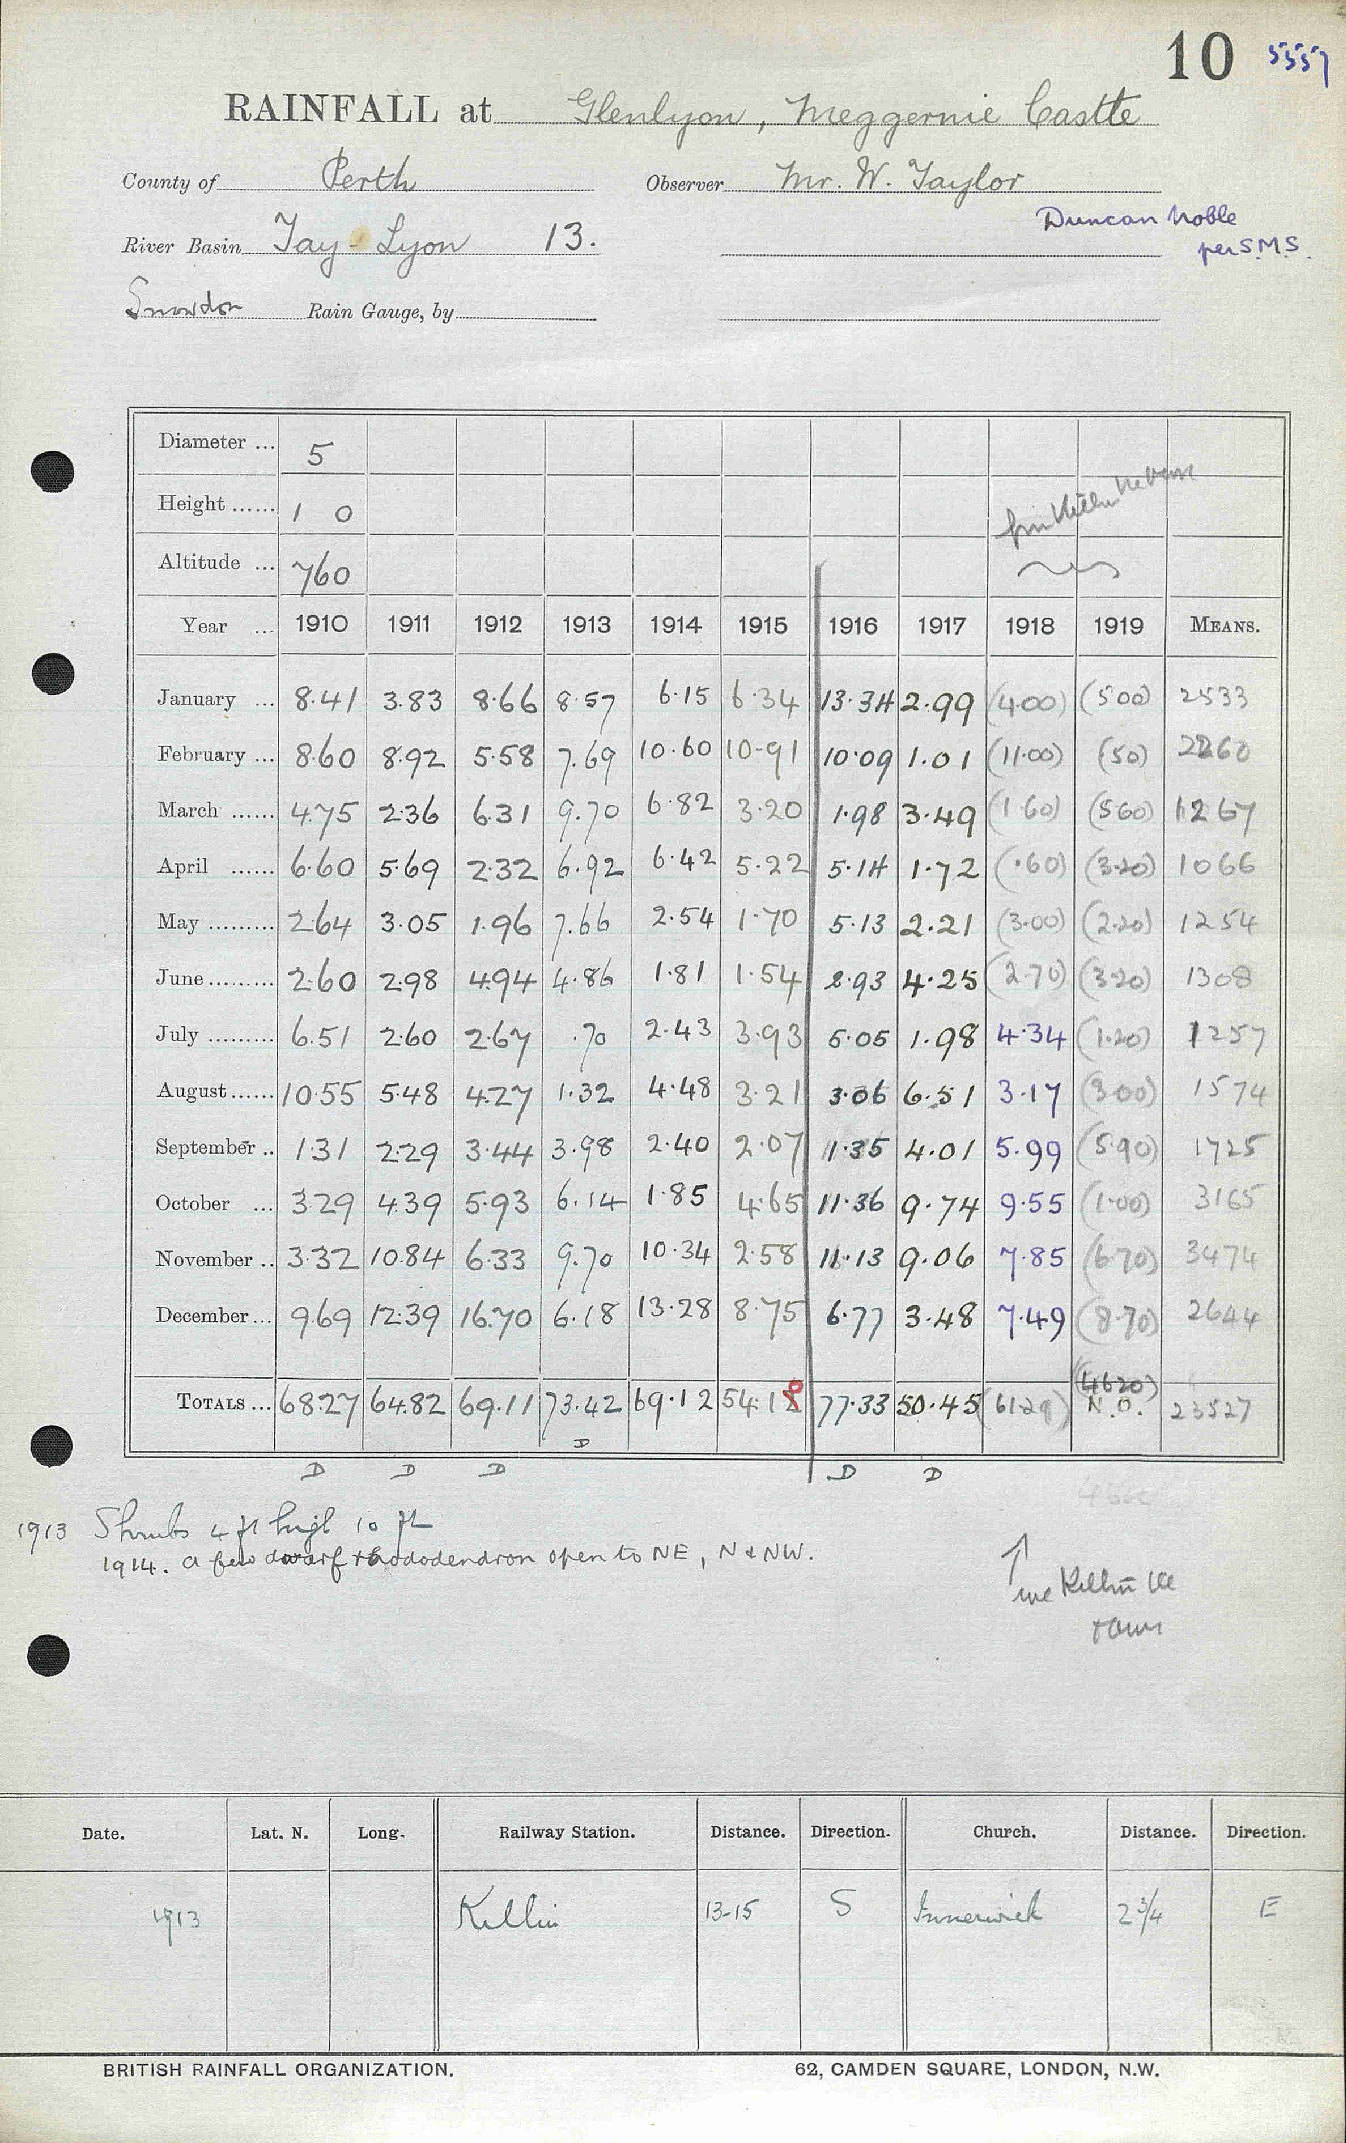 10 5557
RAINFALL at Glenlyon, Meggernie Castle
County of Perth Observer Mr. W. Taylor
Duncan Noble
River Basin Tay - Lyon 13. per S.M.S.
Snowdon Rain Gauge, by
Diameter ... 5
Height ...... 1 0
Altitude ... 760
Year ... 1910 1911 1912 1913 1914 1915 1916 1917 1918 1919 MEANS.
January ... 8.41 3.83 8.66 8.57 6.15 6.34 13.34 2.99 (4.00) (500) 2533
February ... 8.60 8.92 5.58 7.69 10.60 10.91 10.09 1.01 (11.00) (50) 2260
March ...... 4.75 2.36 6.31 9.70 6.82 3.20 1.98 3.49 (1.60) (560) 1267
April ...... 6.60 5.69 2.32 6.92 6.42 5.22 5.14 1.72 (.60) (3.20) 1066
May ......... 2.64 3.05 1.96 7.66 2.54 1.70 5.13 2.21 (3.00) (2.20) 1254
June ......... 2.60 2.98 4.94 4.86 1.81 1.54 2.93 4.25 (2.70) (3.20) 1308
July ......... 6.51 2.60 2.67 .70 2.43 3.93 5.05 1.98 4.34 (1.20) 1257
August ...... 10.55 5.48 4.27 1.32 4.48 3.21 3.06 6.51 3.17 (3.00) 1574
September .. 1.31 2.29 3.44 3.98 2.40 2.07 1.35 4.01 5.99 (5.90) 1725
October ... 3.29 4.39 5.93 6.14 1.85 4.65 11.36 9.74 9.55 (1.00) 3165
November .. 3.32 10.84 6.33 9.70 10.34 2.58 11.13 9.06 7.85 (6.70) 3474
December ... 9.69 12.39 16.70 6.18 13.28 8.75 6.77 3.48 7.49 (8.70) 2644
(4620)
TOTALS ... 68.27 64.82 69.11 73.42 69.12 54.10 77.33 50.45 (61.29) N.O. 23527
D D D D D D
1913 Shrubs 4 ft high 10 ft
1914. a few dwarf rhododendron open to NE, N & NW.
Killin
Date. Lat. N. Long. Railway Station. Distance. Direction. Church. Distance. Direction.
1913 Killin 13-15 S Innerwick 2 3/4 E
BRITISH RAINFALL ORGANIZATION. 62, CAMDEN SQUARE, LONDON, N.W.